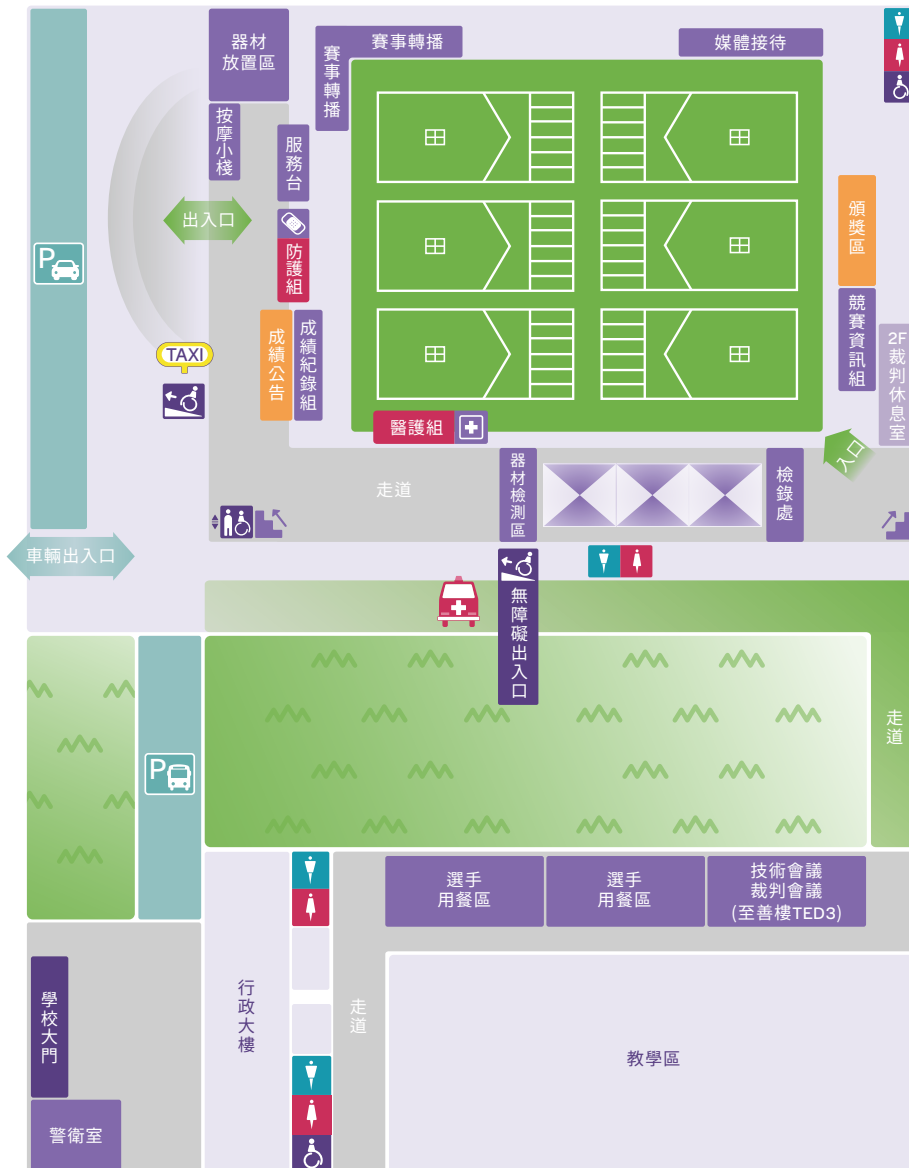 器材
放置區
賽事轉播
賽事轉播
媒體接待
按摩小棧
服務台
出入口
防護組
頒獎區
P
競賽資訊組
成績公告
成績紀錄組
TAXI
2F
裁判休息室
醫護組
入口
走道
器材檢測區
檢錄處
車輛出入口
無障礙出入口
走道
P
選手
用餐區
選手
用餐區
技術會議
裁判會議
(至善樓TED3)
學校大門
行政大樓
走道
教學區
警衛室